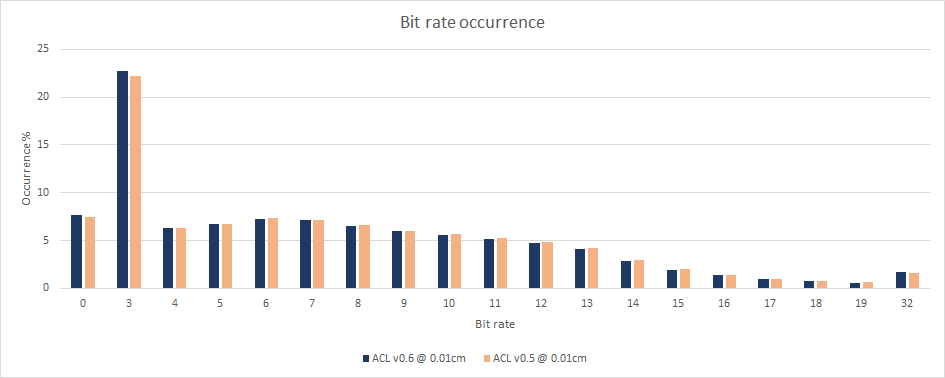 Bit rate occurrence
25
20
15
10
5
0
Occurrence%
0 3 4 5 6 7 8 9 10 11 12 13 14 15 16 17 18 19 32
Bit rate
ACL v0.6 @ 0.01cm ACL v0.5 @ 0.01cm